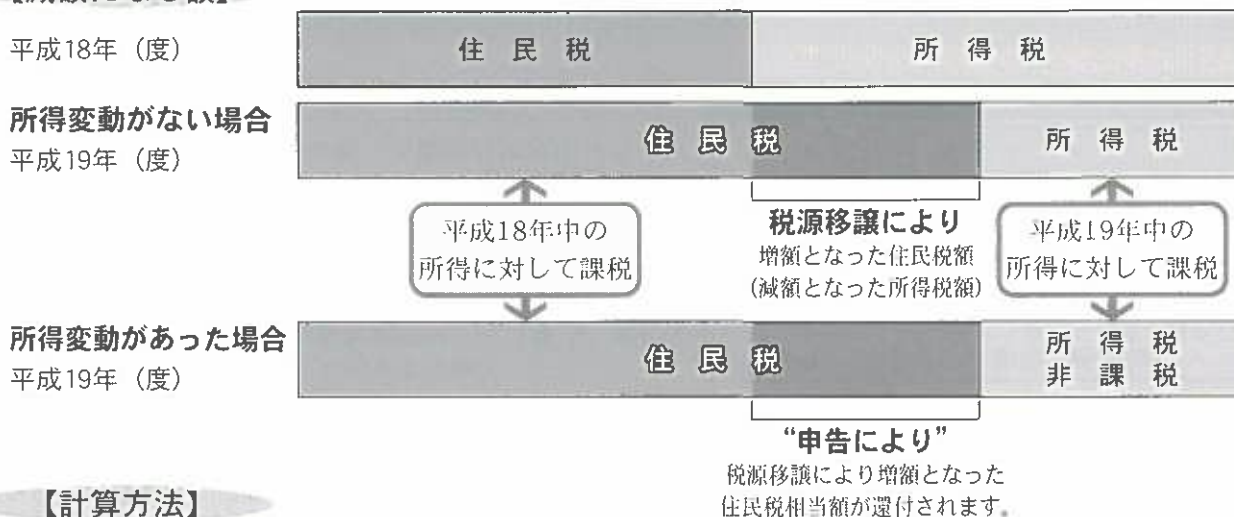 平成18年（度）
住民税
所得税
所得変動がない場合
平成19年（度）
住民税
所得税
平成18年中の
所得に対して課税
税源移譲により
増額となった住民税額
(減額となった所得税額)
平成19年中の
所得に対して課税
所得変動があった場合
平成19年（度）
住民税
所得税
非課税
“申告により”
税源移譲により増額となった
住民税相当額が還付されます。
【計算方法】